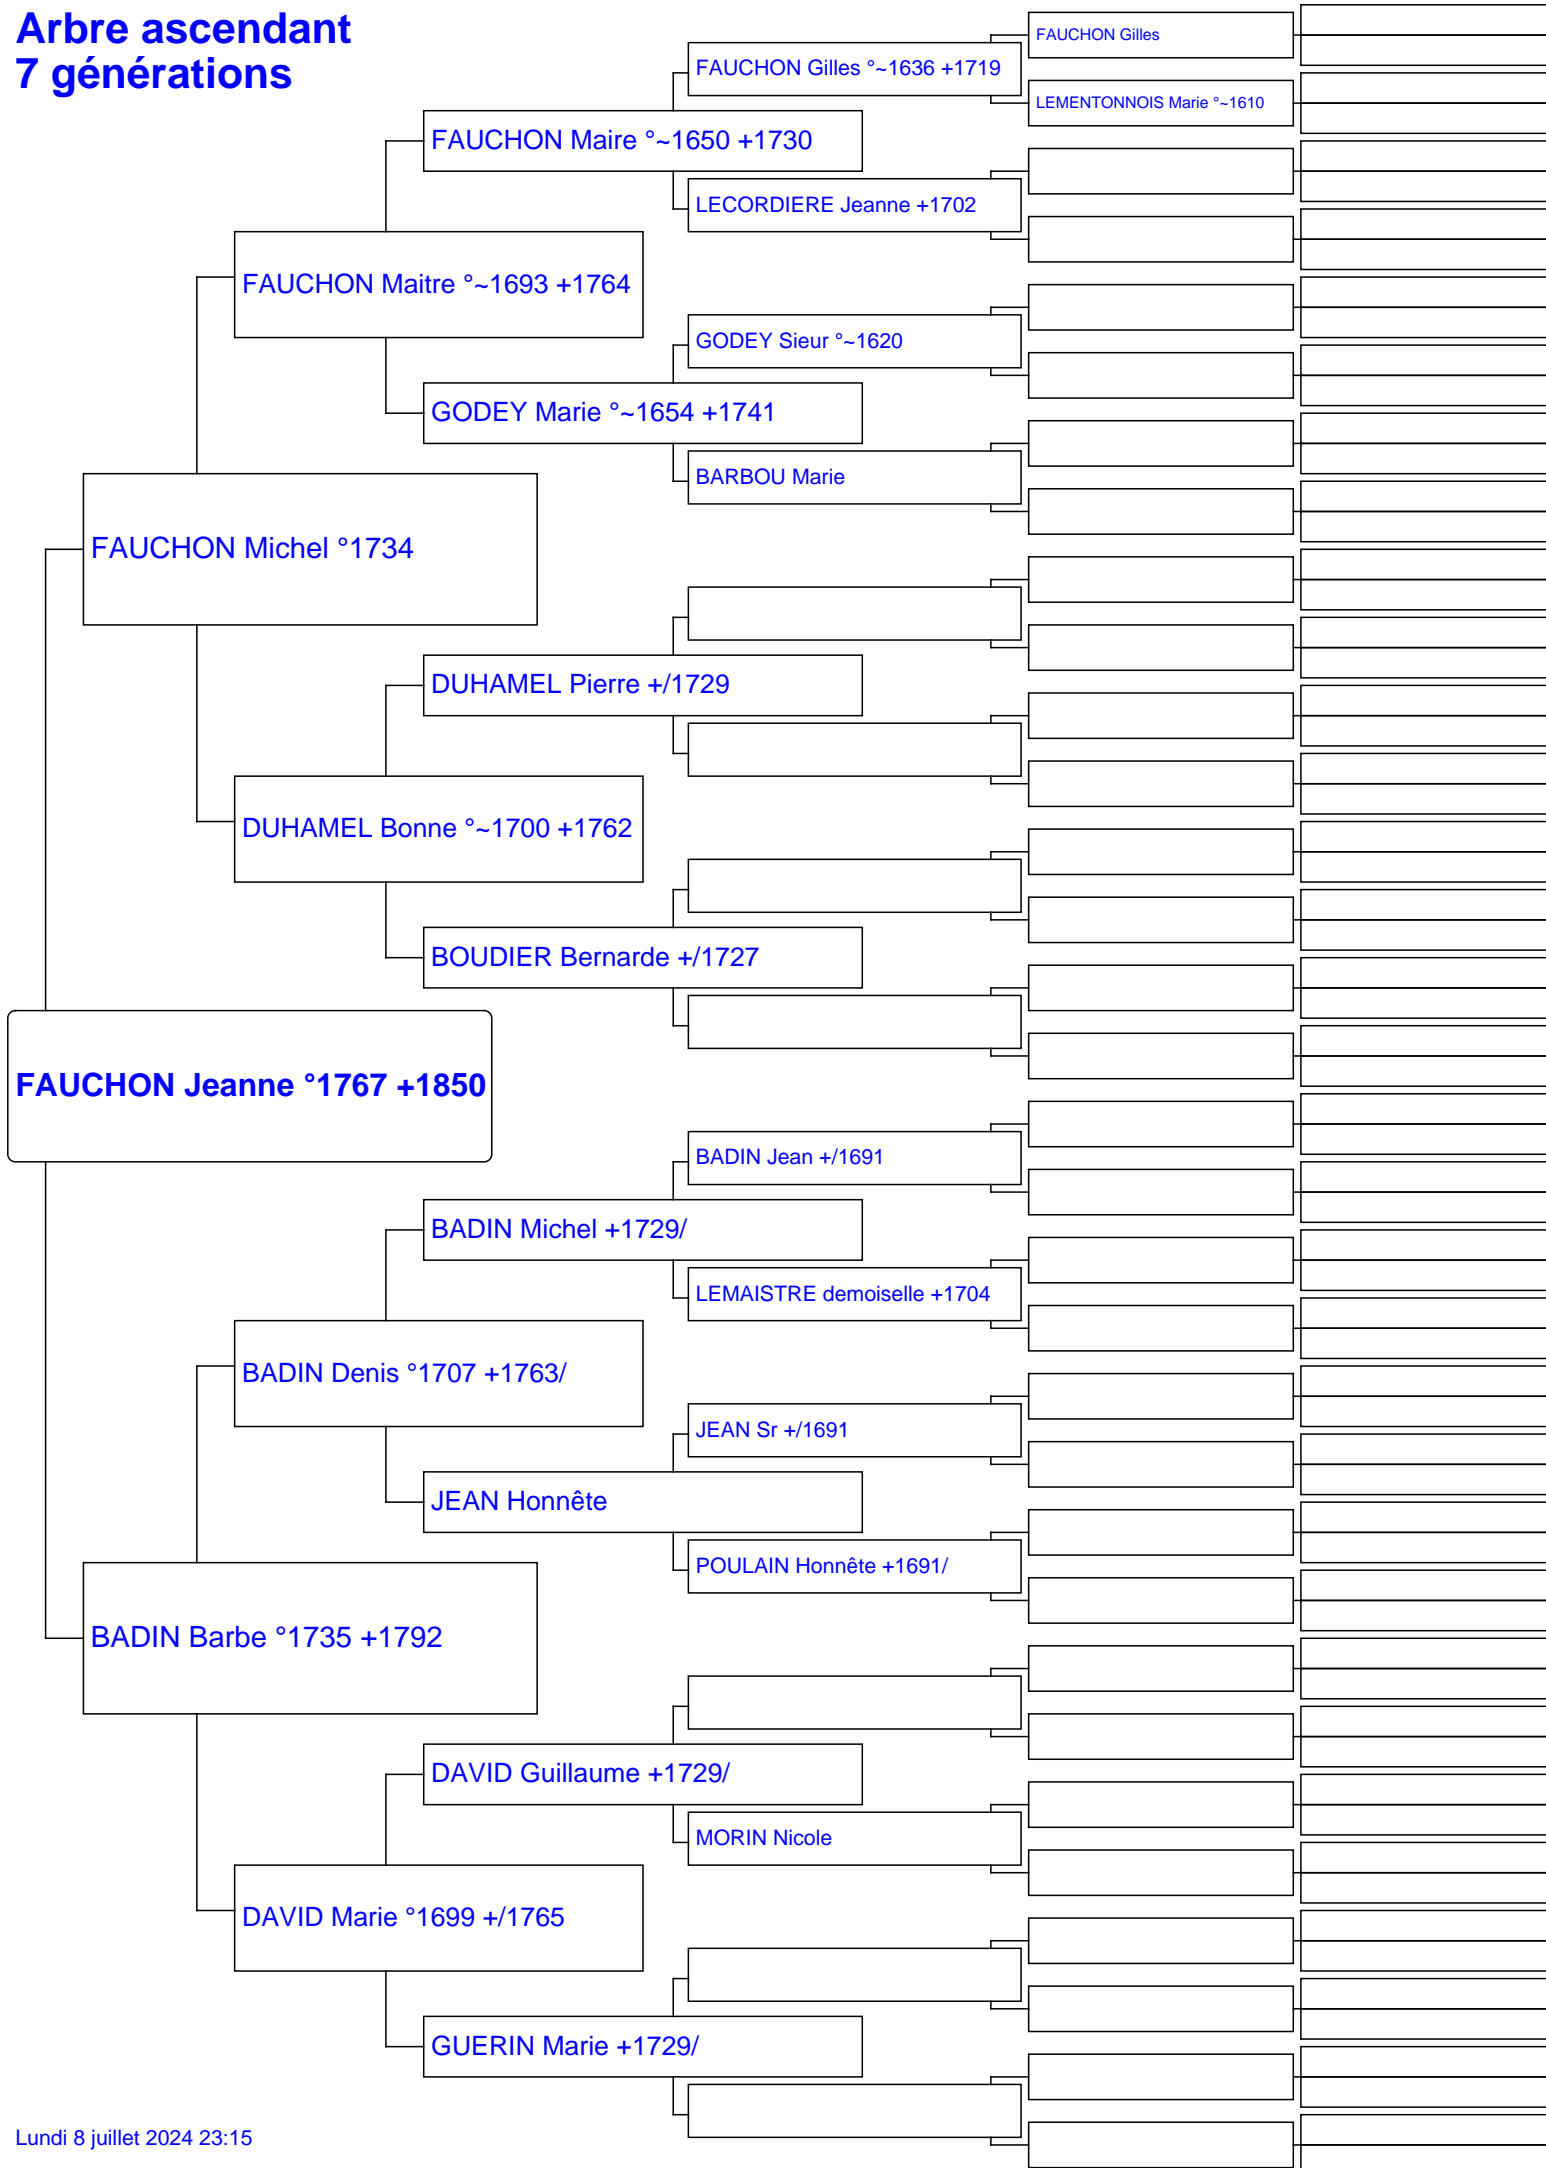 Arbre ascendant
7 générations
FAUCHON Gilles
FAUCHON Gilles °~1636 +1719
LEMENTONNOIS Marie °~1610
FAUCHON Maire °~1650 +1730
LECORDIERE Jeanne +1702
FAUCHON Maitre °~1693 +1764
GODEY Sieur °~1620
GODEY Marie °~1654 +1741
BARBOU Marie
FAUCHON Michel °1734
DUHAMEL Pierre +/1729
DUHAMEL Bonne °~1700 +1762
BOUDIER Bernarde +/1727
FAUCHON Jeanne °1767 +1850
BADIN Jean +/1691
BADIN Michel +1729/
LEMAISTRE demoiselle +1704
BADIN Denis °1707 +1763/
JEAN Sr +/1691
JEAN Honnête
POULAIN Honnête +1691/
BADIN Barbe °1735 +1792
DAVID Guillaume +1729/
MORIN Nicole
DAVID Marie °1699 +/1765
GUERIN Marie +1729/
Lundi 8 juillet 2024 23:15